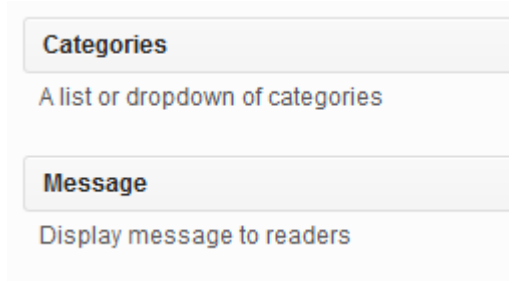 Categories
A list or dropdown of categories
Message
Display message to readers